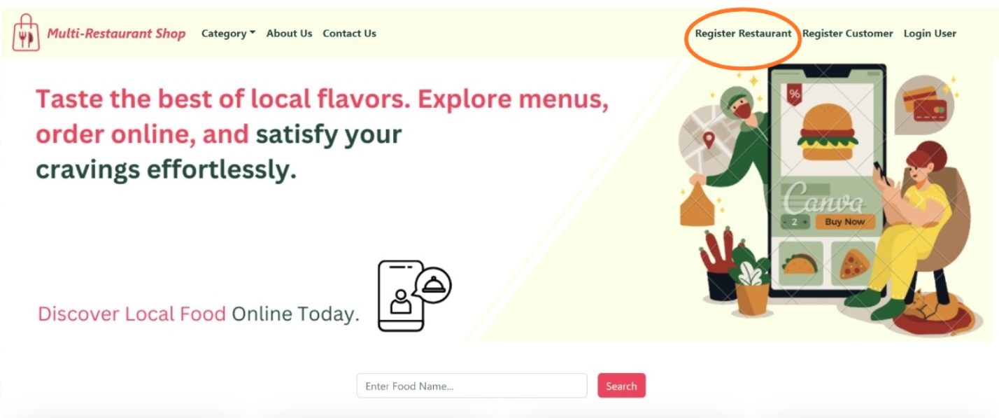 Multi-Restaurant Shop Category About Us Contact Us Register Restaurant Register Customer Login User
Taste the best of local flavors. Explore menus,
order online, and satisfy your
cravings effortlessly.
%
Canva
- 2 + Buy Now
Discover Local Food Online Today.
Enter Food Name... Search